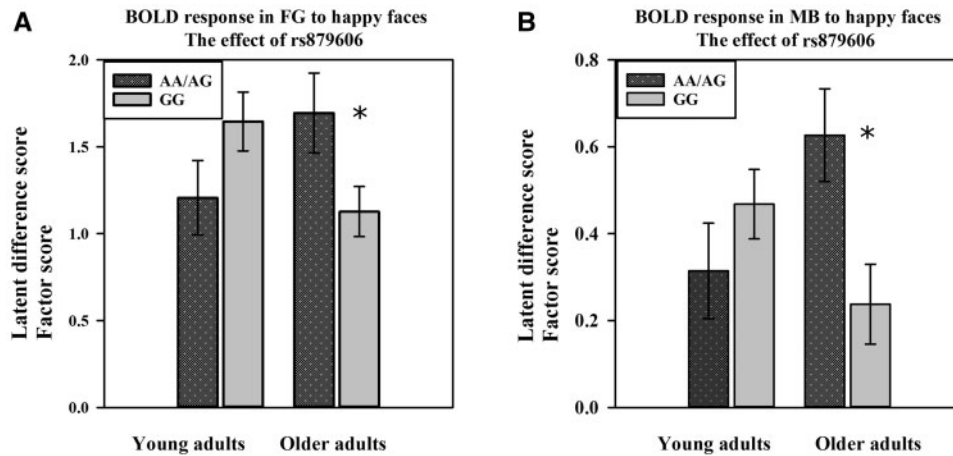 A
BOLD response in FG to happy faces
The effect of rs879606
2.0
1.5
1.0
0.5
0.0
AA/AG
GG
*
Latent difference score
Factor score
Young adults
Older adults
B
BOLD response in MB to happy faces
The effect of rs879606
0.8
0.6
0.4
0.2
0.0
AA/AG
GG
*
Latent difference score
Factor score
Young adults
Older adults